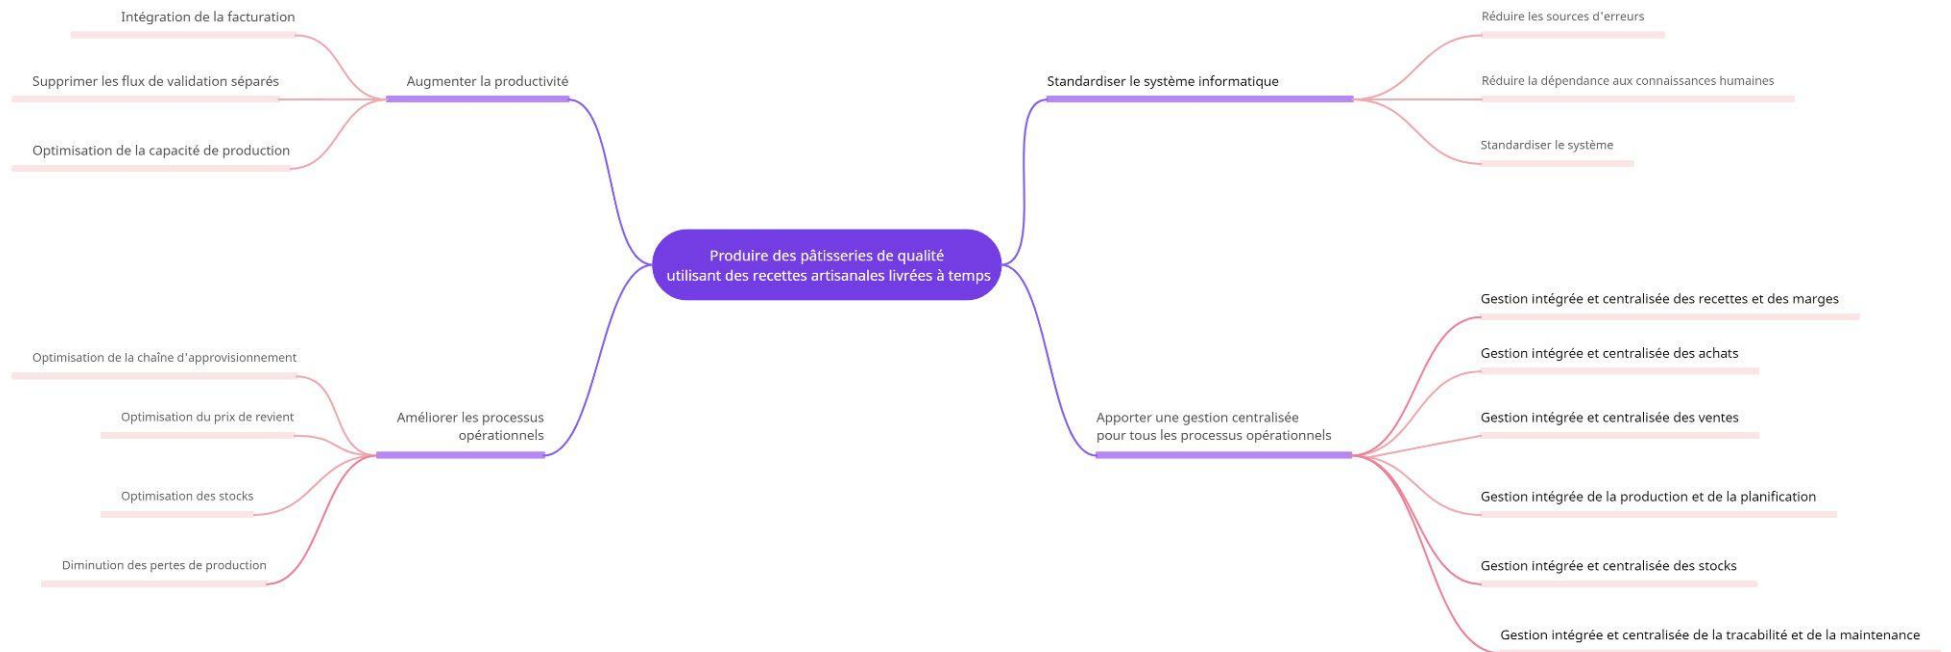 Intégration de la facturation
Supprimer les flux de validation séparés
Optimisation de la capacité de production
Augmenter la productivité
Optimisation de la chaîne d'approvisionnement
Optimisation du prix de revient
Optimisation des stocks
Diminution des pertes de production
Améliorer les processus
opérationnels
Produire des pâtisseries de qualité
utilisant des recettes artisanales livrées à temps
Standardiser le système informatique
Réduire les sources d'erreurs
Réduire la dépendance aux connaissances humaines
Standardiser le système
Apporter une gestion centralisée
pour tous les processus opérationnels
Gestion intégrée et centralisée des recettes et des marges
Gestion intégrée et centralisée des achats
Gestion intégrée et centralisée des ventes
Gestion intégrée de la production et de la planification
Gestion intégrée et centralisée des stocks
Gestion intégrée et centralisée de la tracabilité et de la maintenance